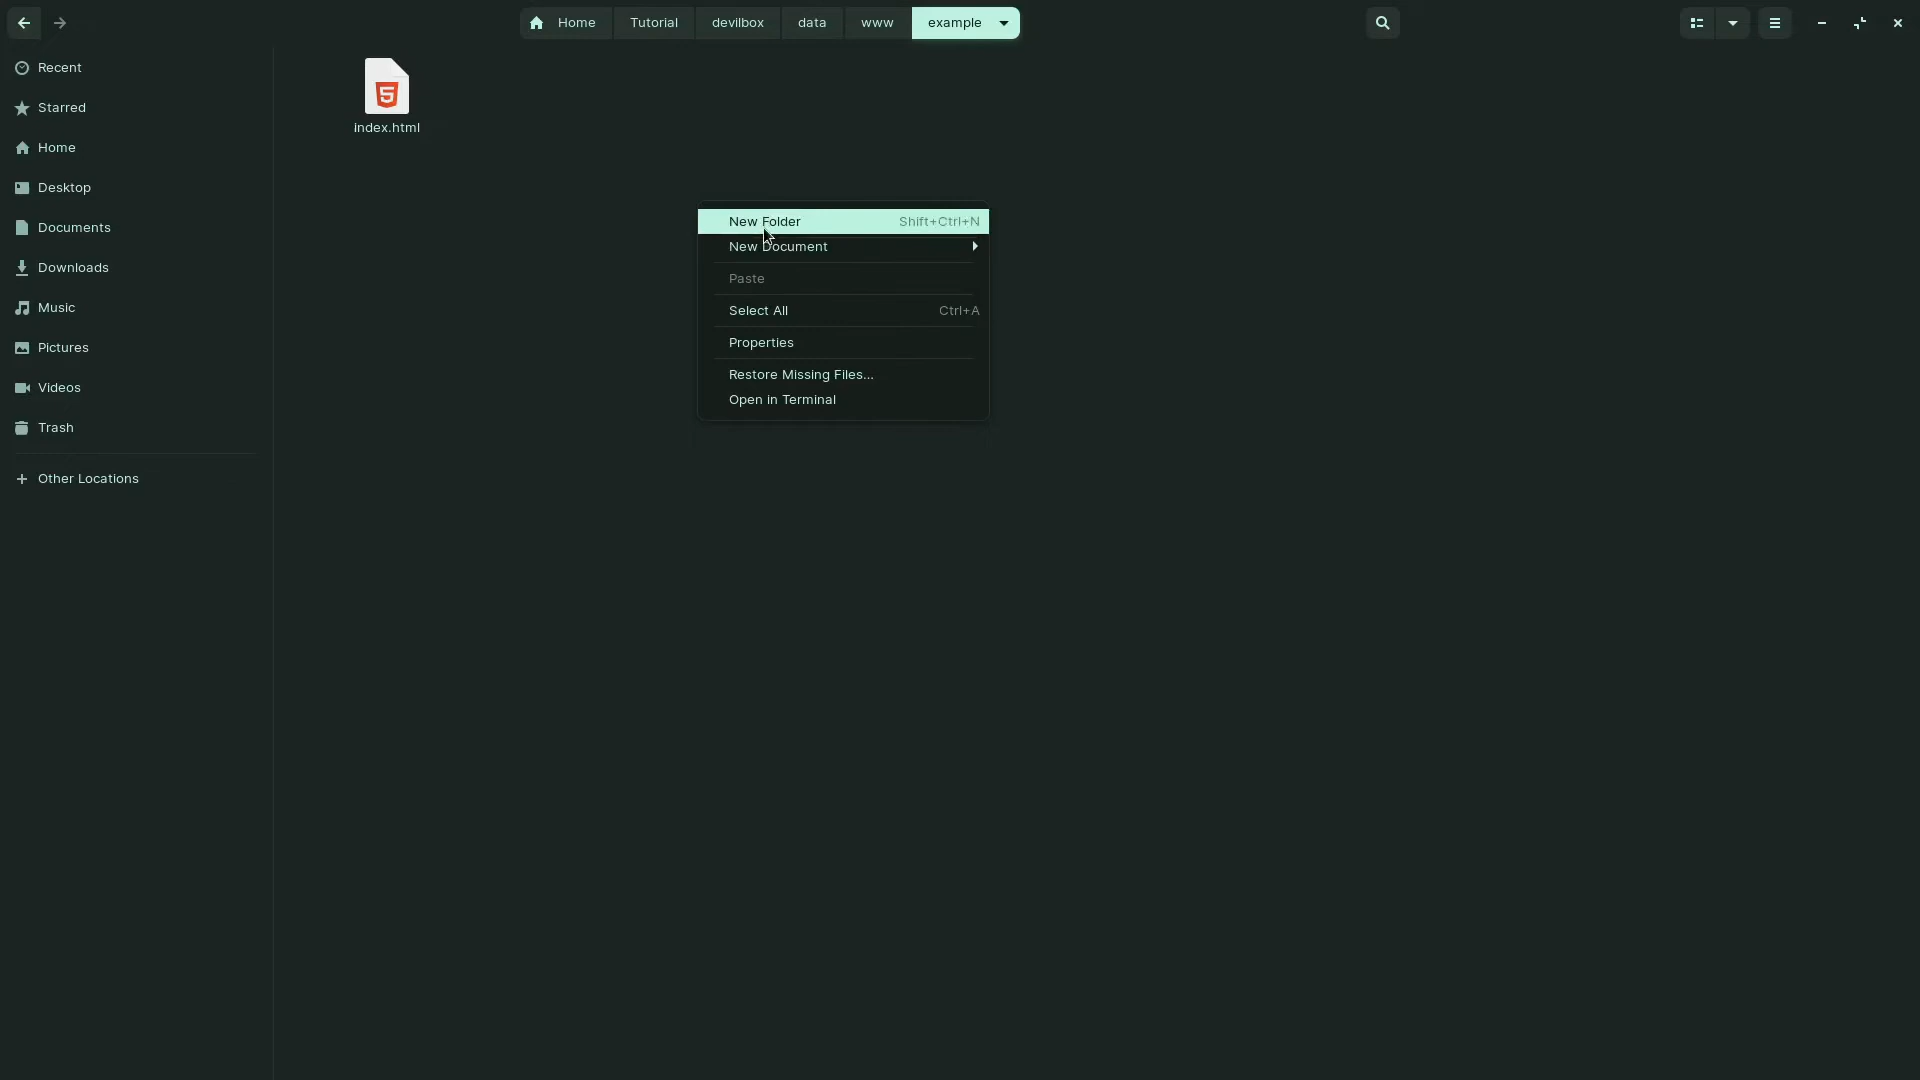 Home Tutorial devilbox data www example
Recent
Starred
Home
Desktop
Documents
Downloads
Music
Pictures
Videos
Trash
Other Locations
index.html
New Folder Shift+Ctrl+N
New Document
Paste
Select All Ctrl+A
Properties
Restore Missing Files...
Open in Terminal